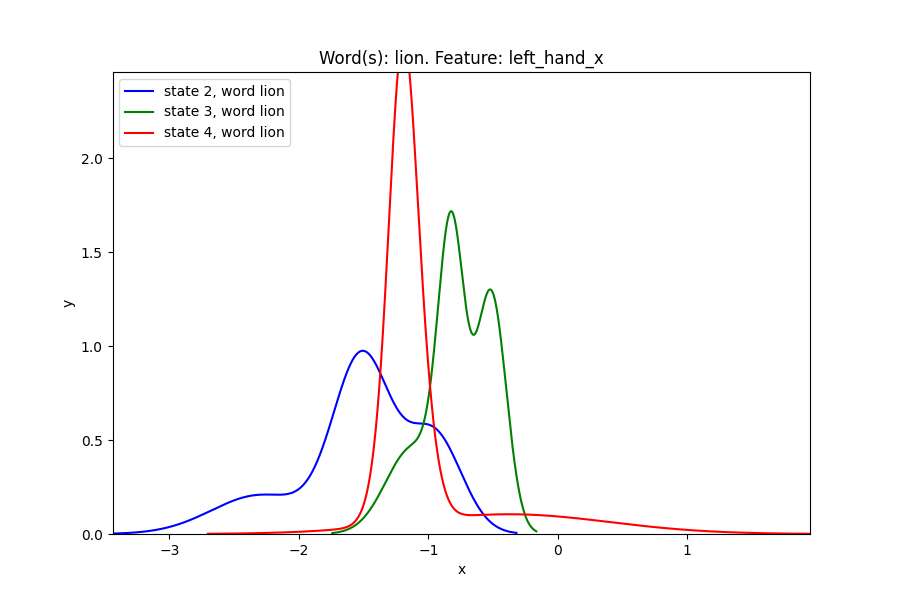 Word(s): lion. Feature: left_hand_x
state 2, word lion
state 3, word lion
state 4, word lion
2.0
1.5
1.0
0.5
0.0
y
−3 −2 −1 0 1
x